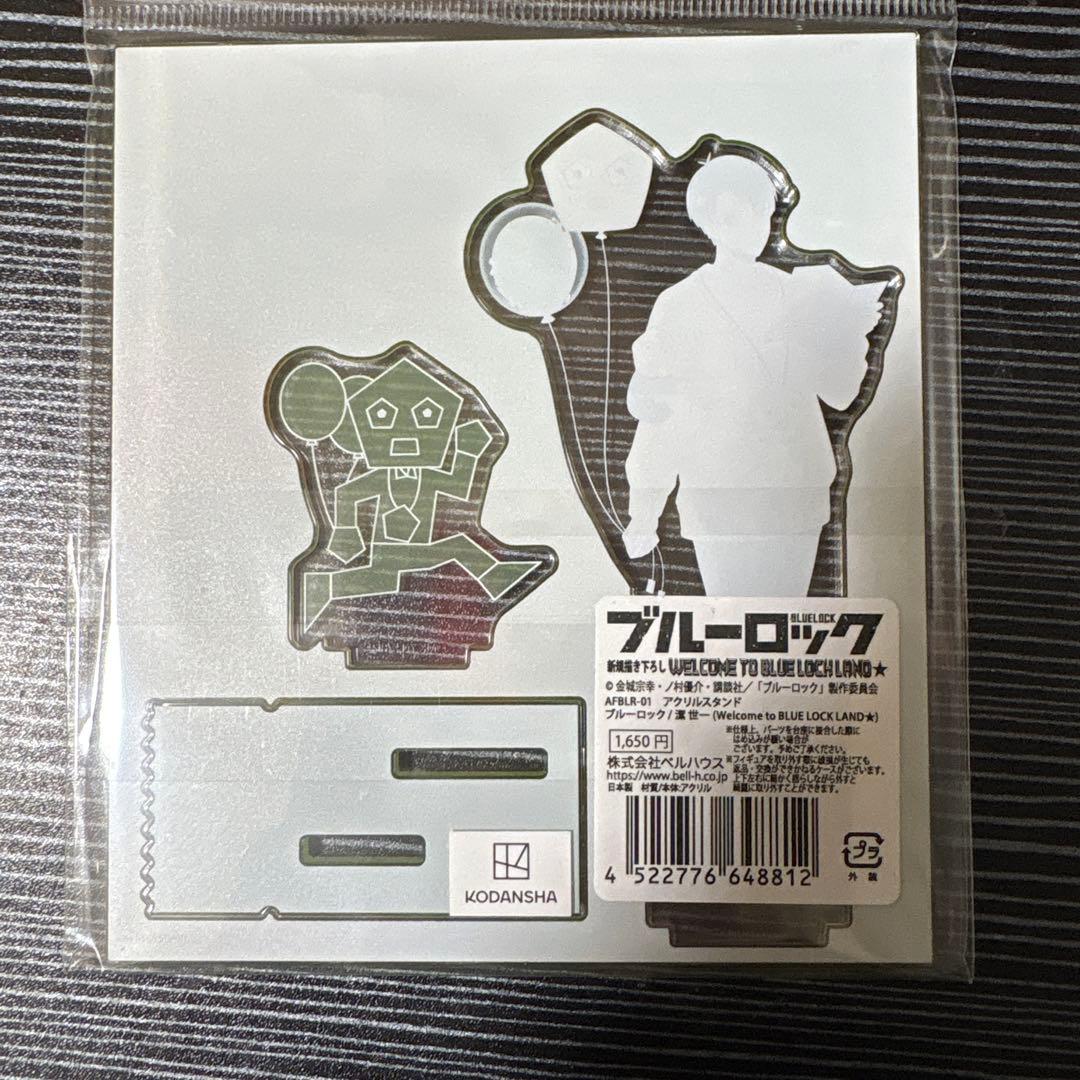 ブルーロック
BLUELOCK
新規描き下ろし WELCOME TO BLUE LOCK LAND★
© 金城宗幸・ノ村優介・講談社／「ブルーロック」製作委員会
AFBLR-01 アクリルスタンド
ブルーロック / 潔 世一 (Welcome to BLUE LOCK LAND★)
1,650 円
株式会社ベルハウス
https://www.bell-h.co.jp
日本製 材質/本体:アクリル
※仕様上、パーツを台座に接合した際に
はめ込みが緩い場合が
ございます。予めご了承ください。
※フィギュアを取り外す際に破損が生じても
返品・交換ができかねるケースがございます。
上下左右に細かく揺らしながら外すと
綺麗に取り外すことができます。
4 522776 648812
プラ
外装
KODANSHA